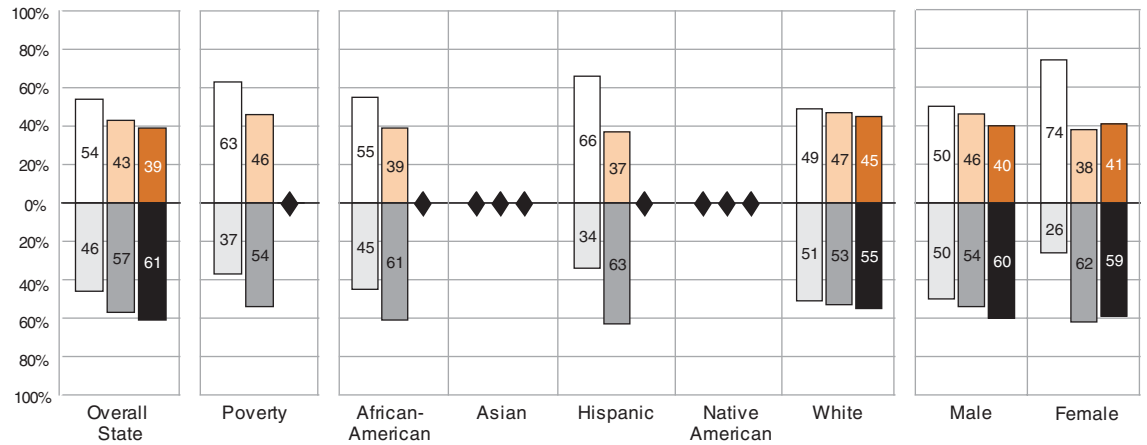 100%
80%
60%
40%
20%
0%
20%
40%
60%
80%
100%
54 43 39
46 57 61
63 46
37 54
55 39
45 61
66 37
34 63
49 47 45
51 53 55
50 46 40
50 54 60
74 38 41
26 62 59
Overall
State
Poverty
African-
American
Asian
Hispanic
Native
American
White
Male
Female